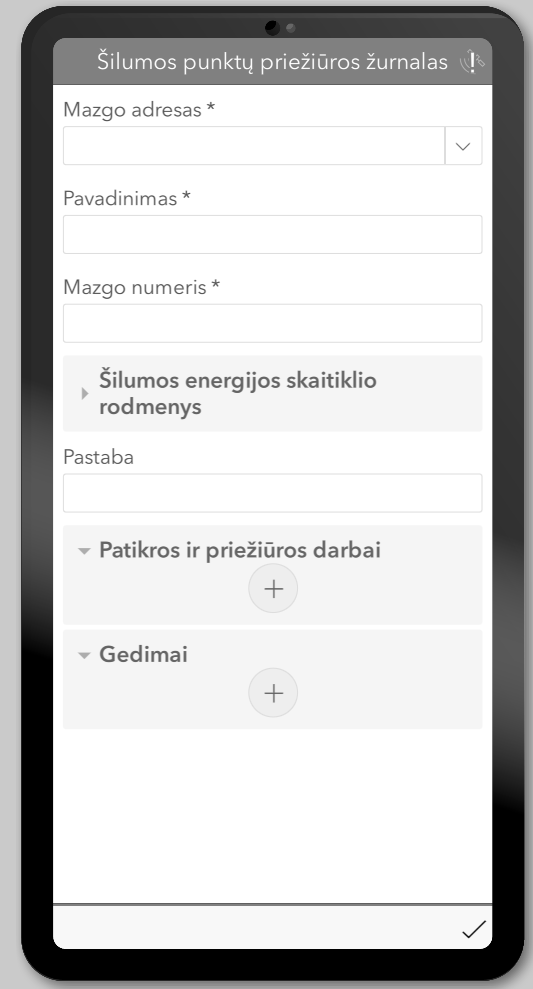 Šilumos punktų priežiūros žurnalas
Mazgo adresas *
Pavadinimas *
Mazgo numeris *
Šilumos energijos skaitiklio
rodmenys
Pastaba
Patikros ir priežiūros darbai
+
Gedimai
+